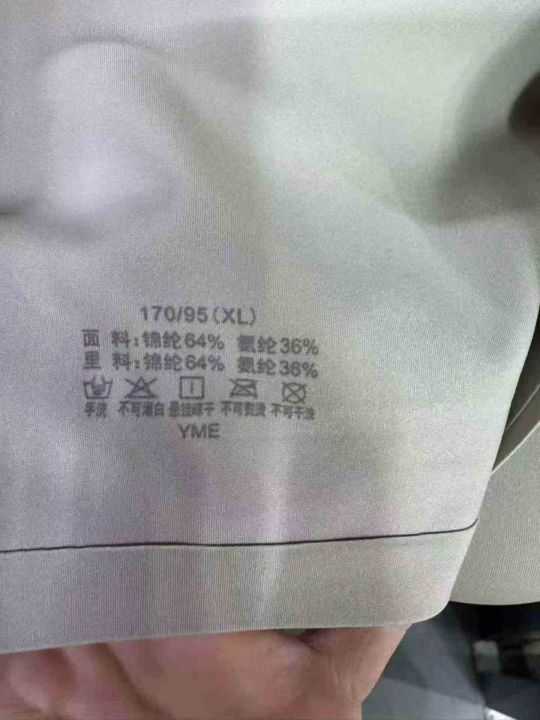 170/95(XL)
面 料:锦纶64% 氨纶36%
里 料:锦纶64% 氨纶36%
手洗 不可漂白 悬挂晾干 不可熨烫 不可干洗
YME